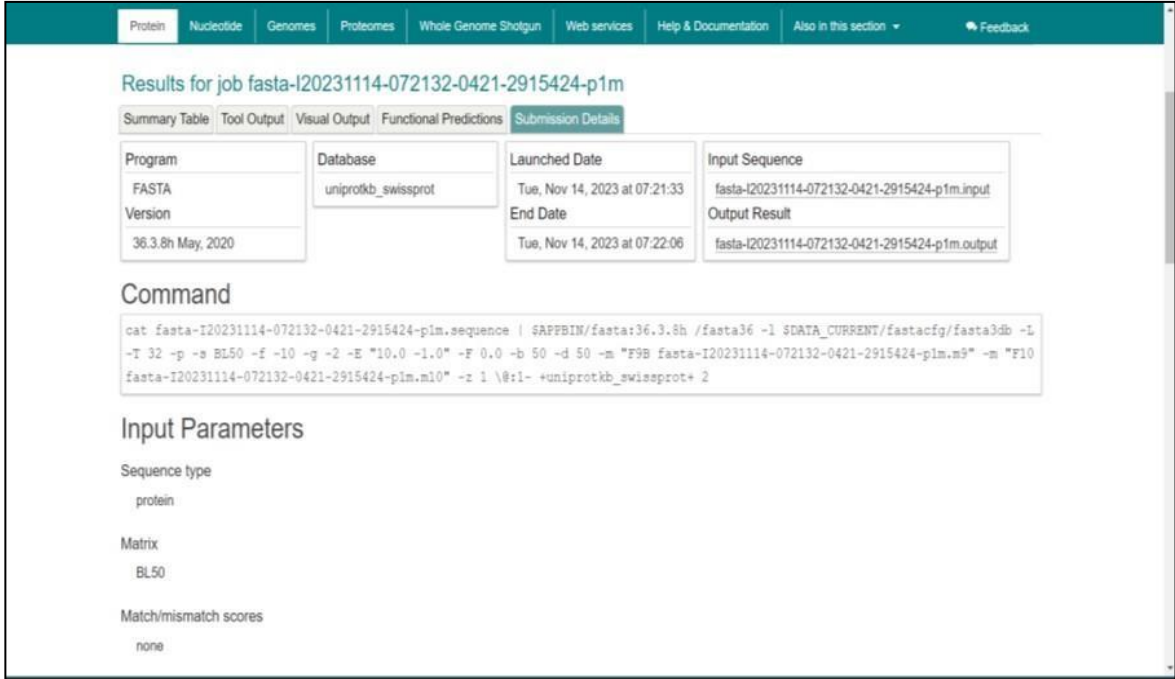 Protein Nucleotide Genomes Proteomes Whole Genome Shotgun Web services Help & Documentation Also in this section Feedback
Results for job fasta-I20231114-072132-0421-2915424-p1m
Summary Table Tool Output Visual Output Functional Predictions Submission Details
Program
FASTA
Version
36.3.8h May, 2020
Database
uniprotkb_swissprot
Launched Date
Tue, Nov 14, 2023 at 07:21:33
End Date
Tue, Nov 14, 2023 at 07:22:06
Input Sequence
fasta-I20231114-072132-0421-2915424-p1m.input
Output Result
fasta-I20231114-072132-0421-2915424-p1m.output
Command
cat fasta-I20231114-072132-0421-2915424-p1m.sequence | $APPBIN/fasta:36.3.8h /fasta36 -l $DATA_CURRENT/fastacfg/fasta3db -L
-T 32 -p -s BL50 -f -10 -g -2 -E "10.0 -1.0" -F 0.0 -b 50 -d 50 -m "F9B fasta-I20231114-072132-0421-2915424-p1m.m9" -m "F10
fasta-I20231114-072132-0421-2915424-p1m.m10" -z 1 \@:1- +uniprotkb_swissprot+ 2
Input Parameters
Sequence type
protein
Matrix
BL50
Match/mismatch scores
none